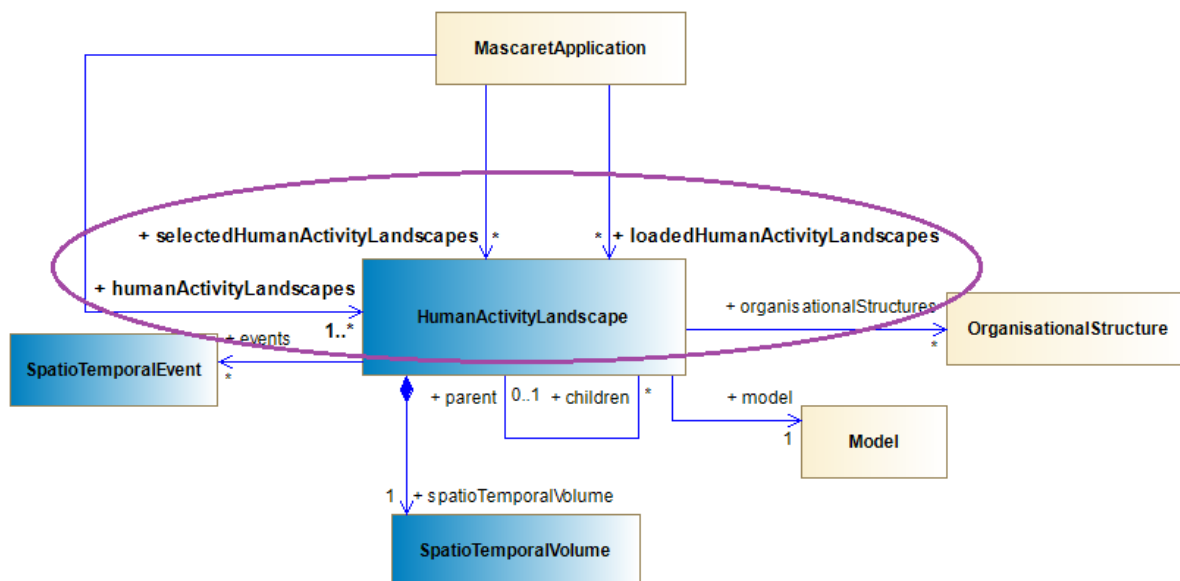 MascaretApplication
+ selectedHumanActivityLandscapes * * + loadedHumanActivityLandscapes
+ humanActivityLandscapes
1..*
HumanActivityLandscape
+ organisationalStructures
*
OrganisationalStructure
+ events
*
SpatioTemporalEvent
+ parent 0..1 + children *
+ model
1
Model
1 + spatioTemporalVolume
SpatioTemporalVolume